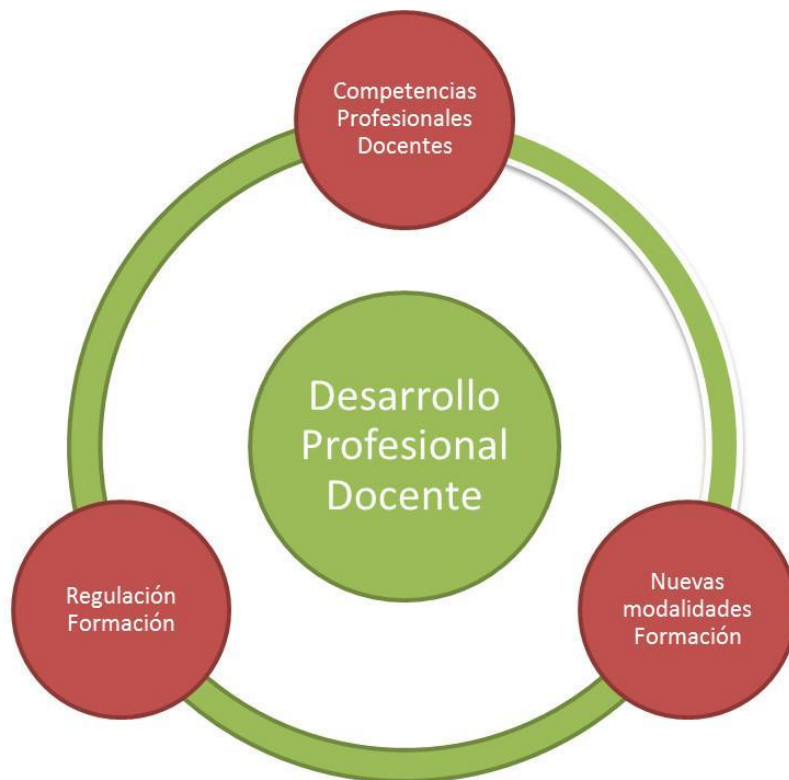 Competencias
Profesionales
Docentes
Desarrollo
Profesional
Docente
Regulación
Formación
Nuevas
modalidades
Formación